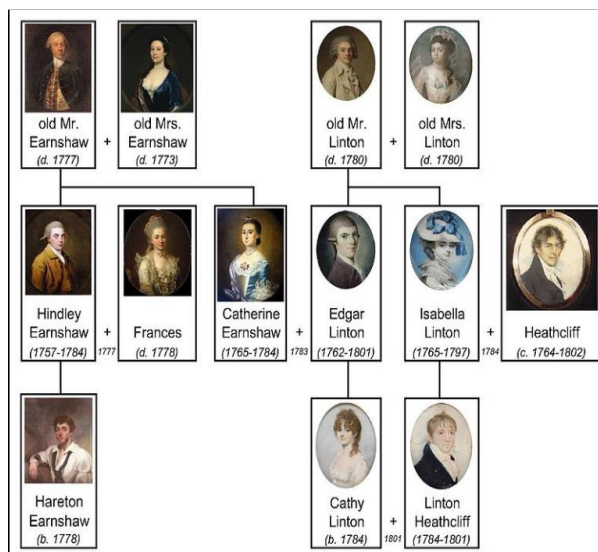 old Mr.
Earnshaw
(d. 1777)
+
old Mrs.
Earnshaw
(d. 1773)
old Mr.
Linton
(d. 1780)
+
old Mrs.
Linton
(d. 1780)
Hindley
Earnshaw
(1757-1784)
+
1777
Frances
(d. 1778)
Catherine
Earnshaw
(1765-1784)
+
1783
Edgar
Linton
(1762-1801)
Isabella
Linton
(1765-1797)
+
1784
Heathcliff
(c. 1764-1802)
Hareton
Earnshaw
(b. 1778)
Cathy
Linton
(b. 1784)
+
1801
Linton
Heathcliff
(1784-1801)